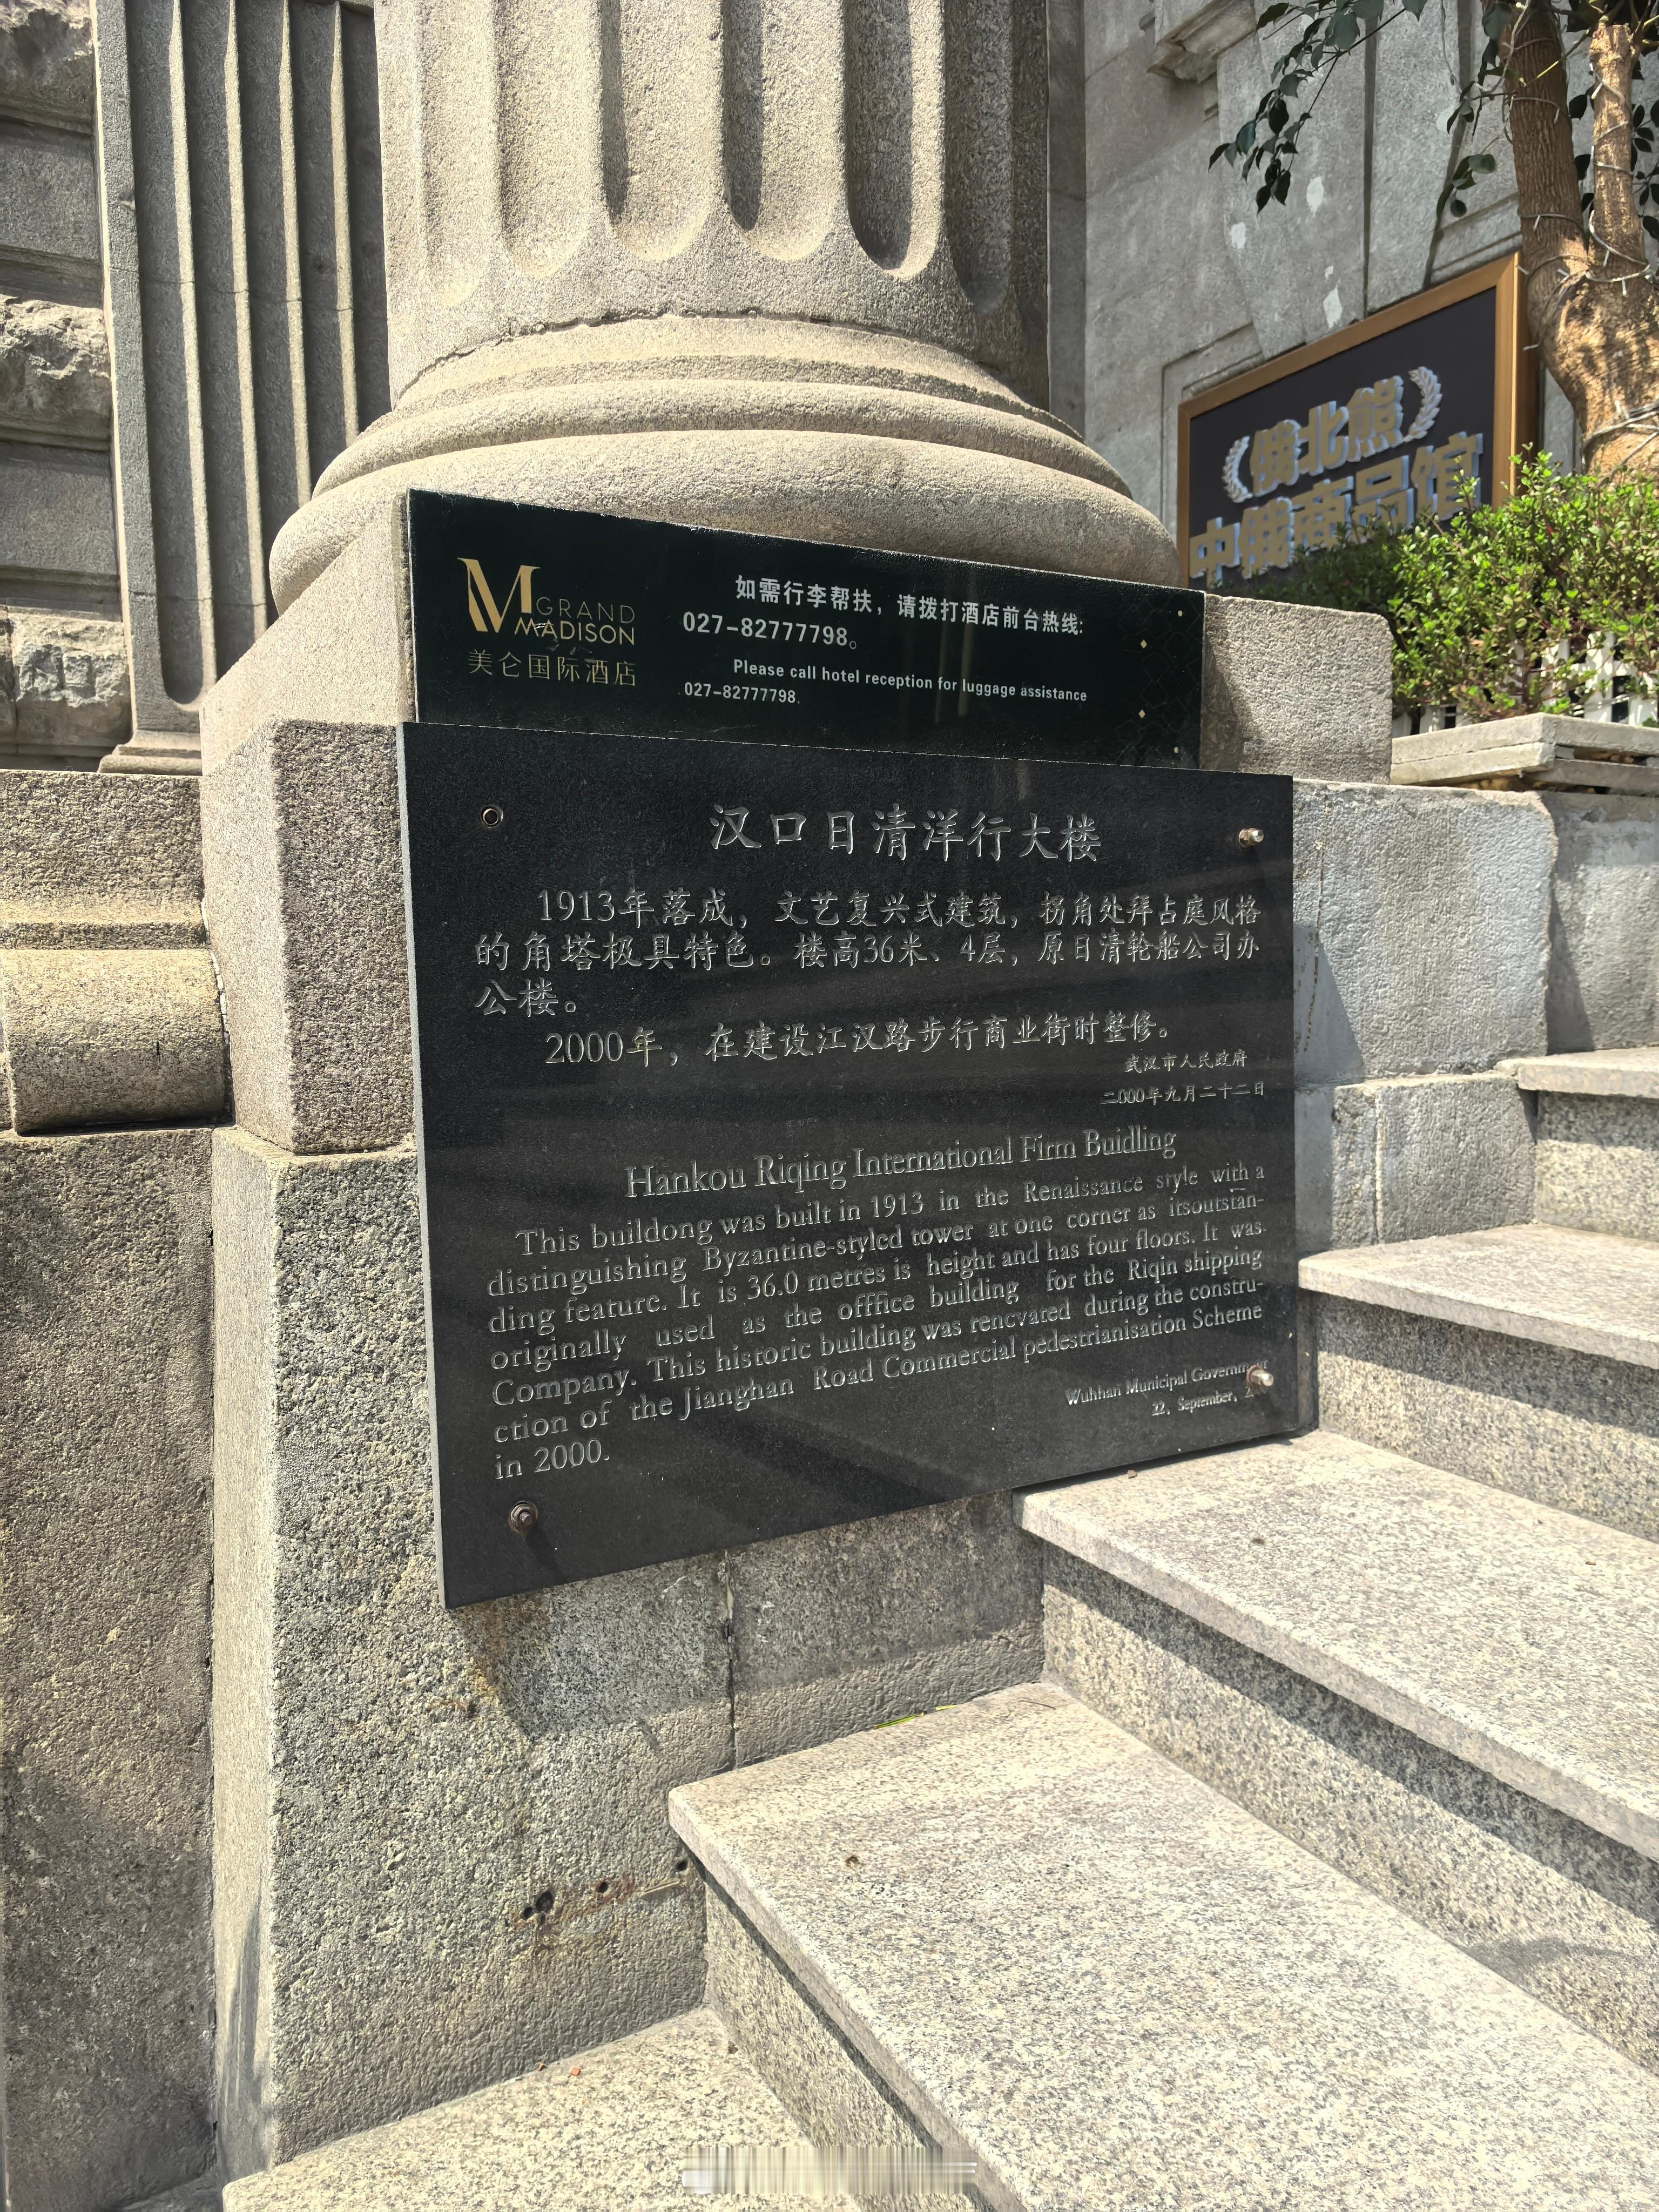 M GRAND
MADISON
美仑国际酒店
如需行李帮扶，请拨打酒店前台热线:
027-82777798。
Please call hotel reception for luggage assistance
027-82777798.
俄北熊
中俄商品馆
汉口日清洋行大楼
1913年落成，文艺复兴式建筑，拐角处拜占庭风格
的角塔极具特色。楼高36米、4层，原日清轮船公司办
公楼。
2000年，在建设江汉路步行商业街时整修。
武汉市人民政府
二000年九月二十二日
Hankou Riqing International Firm Buidling
This buildong was built in 1913 in the Renaissance style with a
distinguishing Byzantine-styled tower at one corner as itsoutstan-
ding feature. It is 36.0 metres is height and has four floors. It was
originally used as the offfice building for the Riqin shipping
Company. This historic building was rencvated during the constru-
ction of the Jianghan Road Commercial pedestrianisation Scheme
in 2000.
Wuhhan Municipal Government
22, September,